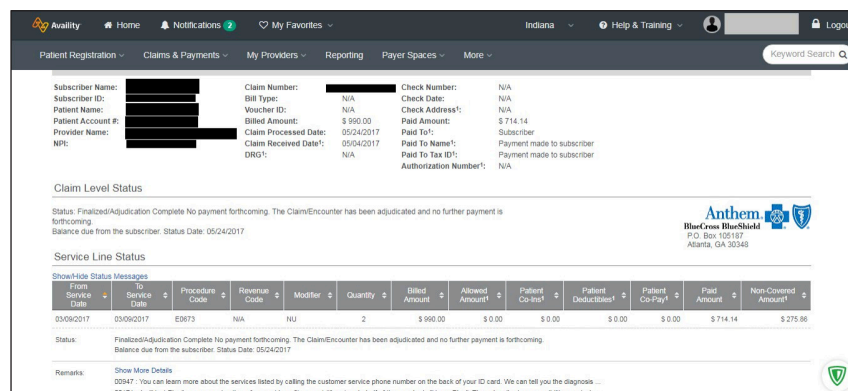 Availity Home Notifications 2 My Favorites Indiana Help & Training Logout
Patient Registration Claims & Payments My Providers Reporting Payer Spaces More Keyword Search
Subscriber Name: Claim Number: Check Number: N/A
Subscriber ID: Bill Type: N/A Check Date: N/A
Patient Name: Voucher ID: N/A Check Address¹: N/A
Patient Account #: Billed Amount: $ 990.00 Paid Amount: $ 714.14
Provider Name: Claim Processed Date: 05/24/2017 Paid To¹: Subscriber
NPI: Claim Received Date¹: 05/04/2017 Paid To Name¹: Payment made to subscriber
DRG¹: N/A Paid To Tax ID¹: Payment made to subscriber
Authorization Number¹: N/A
Claim Level Status
Status: Finalized/Adjudication Complete No payment forthcoming. The Claim/Encounter has been adjudicated and no further payment is
forthcoming.
Balance due from the subscriber. Status Date: 05/24/2017
Anthem.
BlueCross BlueShield
P.O. Box 105187
Atlanta, GA 30348
Service Line Status
Show/Hide Status Messages
From Service Date To Service Date Procedure Code Revenue Code Modifier Quantity Billed Amount Allowed Amount¹ Patient Co-Ins¹ Patient Deductibles¹ Patient Co-Pay¹ Paid Amount Non-Covered Amount¹
03/09/2017 03/09/2017 E0673 N/A NU 2 $ 990.00 $ 0.00 $ 0.00 $ 0.00 $ 0.00 $ 714.14 $ 275.86
Status: Finalized/Adjudication Complete No payment forthcoming. The Claim/Encounter has been adjudicated and no further payment is forthcoming.
Balance due from the subscriber. Status Date: 05/24/2017
Remarks: Show More Details
00947 : You can learn more about the services listed by calling the customer service phone number on the back of your ID card. We can tell you the diagnosis ...